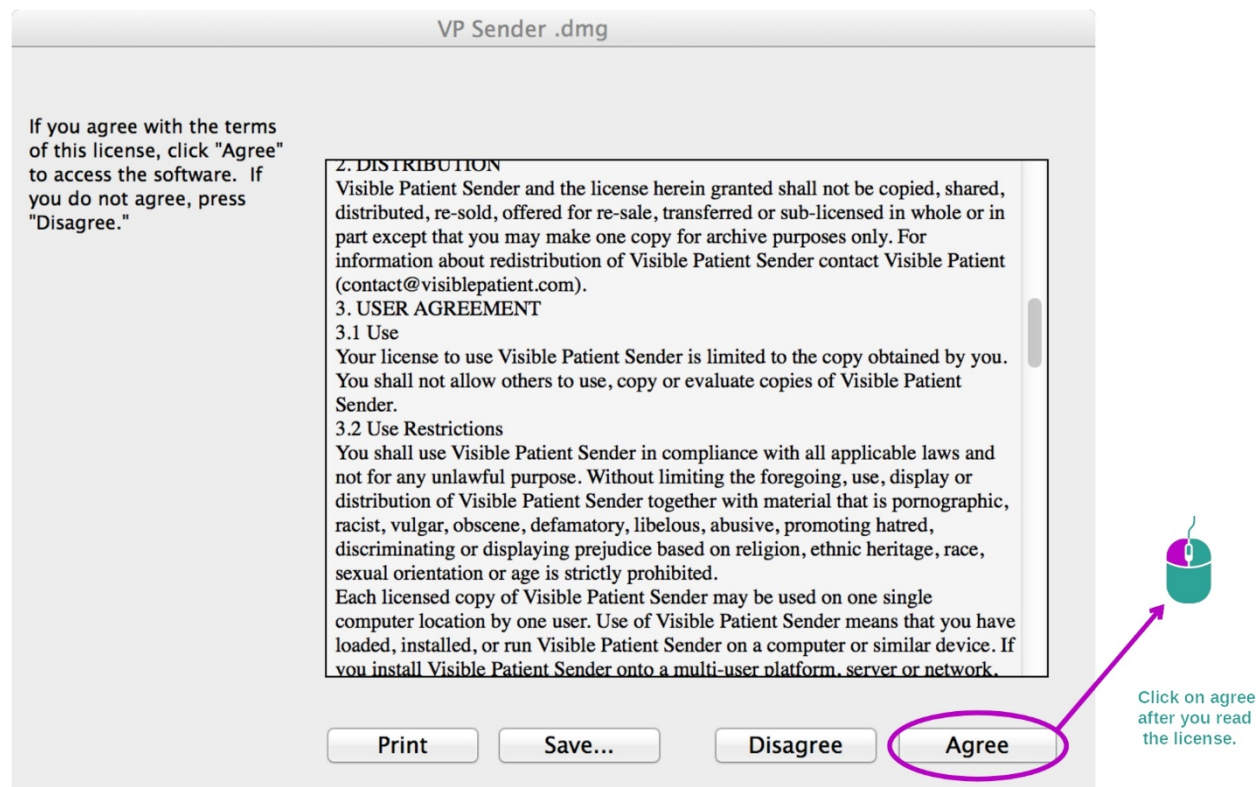 VP Sender .dmg
If you agree with the terms
of this license, click "Agree"
to access the software.  If
you do not agree, press
"Disagree."
2. DISTRIBUTION
Visible Patient Sender and the license herein granted shall not be copied, shared,
distributed, re-sold, offered for re-sale, transferred or sub-licensed in whole or in
part except that you may make one copy for archive purposes only. For
information about redistribution of Visible Patient Sender contact Visible Patient
(contact@visiblepatient.com).
3. USER AGREEMENT
3.1 Use
Your license to use Visible Patient Sender is limited to the copy obtained by you.
You shall not allow others to use, copy or evaluate copies of Visible Patient
Sender.
3.2 Use Restrictions
You shall use Visible Patient Sender in compliance with all applicable laws and
not for any unlawful purpose. Without limiting the foregoing, use, display or
distribution of Visible Patient Sender together with material that is pornographic,
racist, vulgar, obscene, defamatory, libelous, abusive, promoting hatred,
discriminating or displaying prejudice based on religion, ethnic heritage, race,
sexual orientation or age is strictly prohibited.
Each licensed copy of Visible Patient Sender may be used on one single
computer location by one user. Use of Visible Patient Sender means that you have
loaded, installed, or run Visible Patient Sender on a computer or similar device. If
you install Visible Patient Sender onto a multi-user platform, server or network,
Print
Save...
Disagree
Agree
Click on agree
after you read
the license.